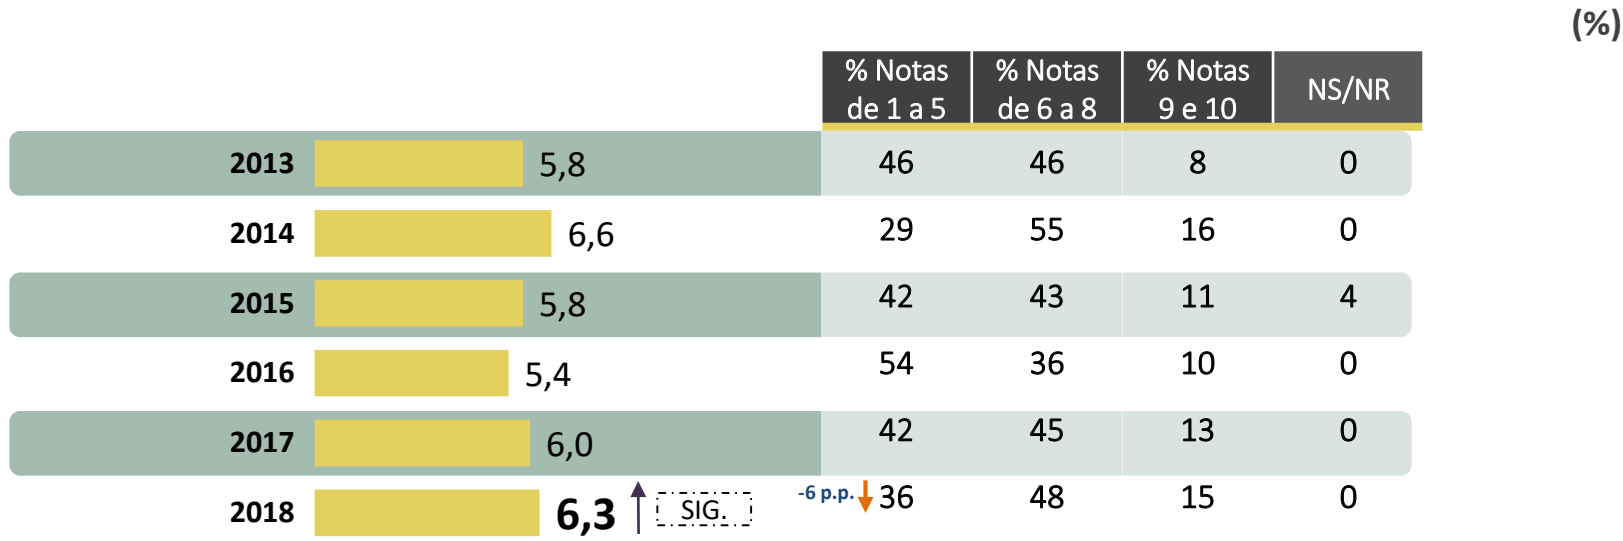 (%)
% Notas de 1 a 5 % Notas de 6 a 8 % Notas 9 e 10 NS/NR
2013 5,8 46 46 8 0
2014 6,6 29 55 16 0
2015 5,8 42 43 11 4
2016 5,4 54 36 10 0
2017 6,0 42 45 13 0
2018 6,3 SIG. -6 p.p. 36 48 15 0